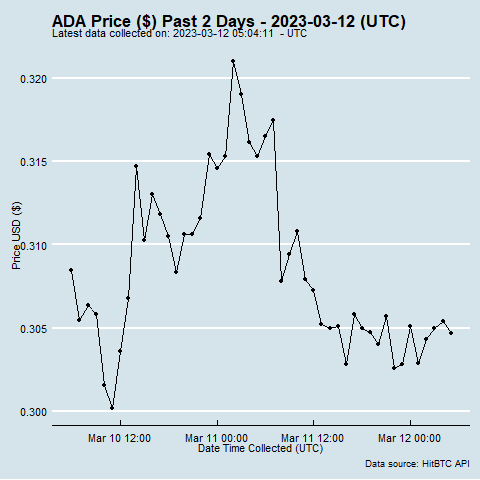 ADA Price ($) Past 2 Days - 2023-03-12 (UTC)
Latest data collected on: 2023-03-12 05:04:11 - UTC
0.320
0.315
0.310
0.305
0.300
Price USD ($)
Mar 10 12:00 Mar 11 00:00 Mar 11 12:00 Mar 12 00:00
Date Time Collected (UTC)
Data source: HitBTC API